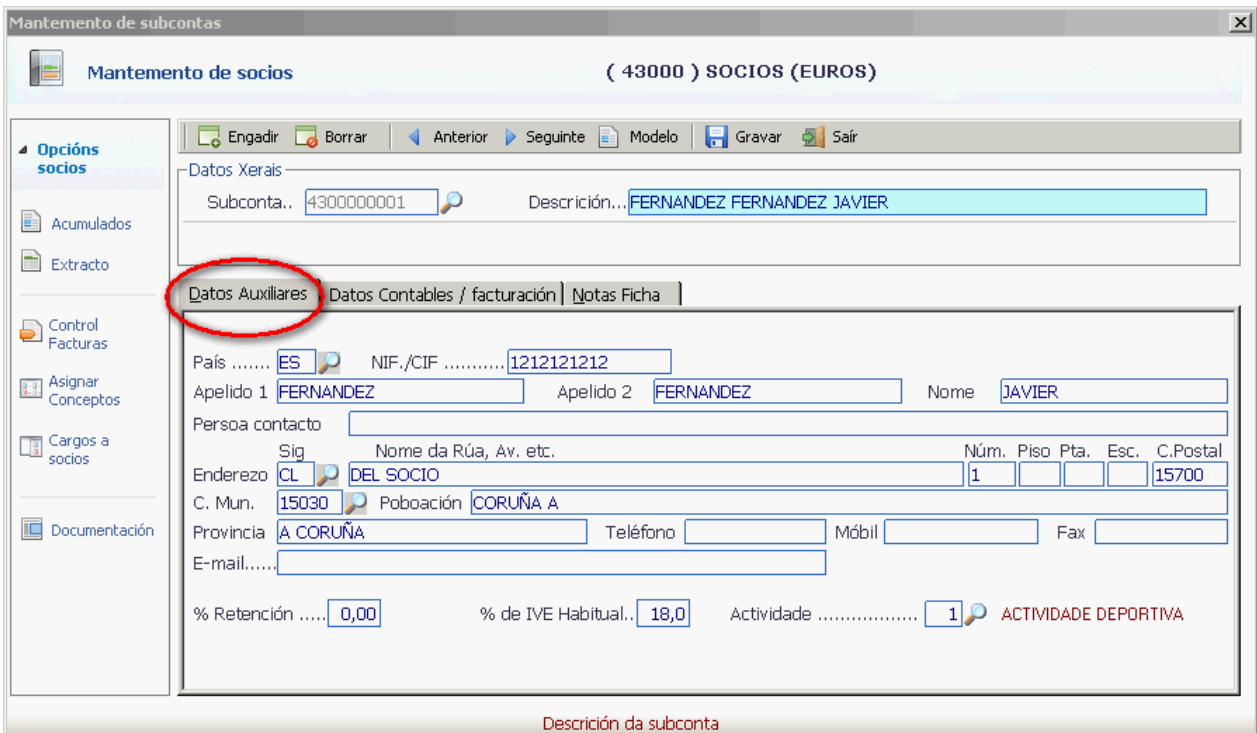 Mantemento de subcontas
Mantemento de socios ( 43000 ) SOCIOS (EUROS)
Opcións socios
Acumulados
Extracto
Control Facturas
Asignar Conceptos
Cargos a socios
Documentación
Engadir Borrar Anterior Seguinte Modelo Gravar Saír
Datos Xerais
Subconta.. 4300000001 Descrición... FERNANDEZ FERNANDEZ JAVIER
Datos Auxiliares Datos Contables / facturación Notas Ficha
País ....... ES NIF./CIF ........... 1212121212
Apelido 1 FERNANDEZ Apelido 2 FERNANDEZ Nome JAVIER
Persoa contacto
Sig Nome da Rúa, Av. etc. Núm. Piso Pta. Esc. C.Postal
Enderezo CL DEL SOCIO 1 15700
C. Mun. 15030 Poboación CORUÑA A
Provincia A CORUÑA Teléfono Móbil Fax
E-mail......
% Retención ..... 0,00 % de IVE Habitual.. 18,0 Actividade .................. 1 ACTIVIDADE DEPORTIVA
Descrición da subconta